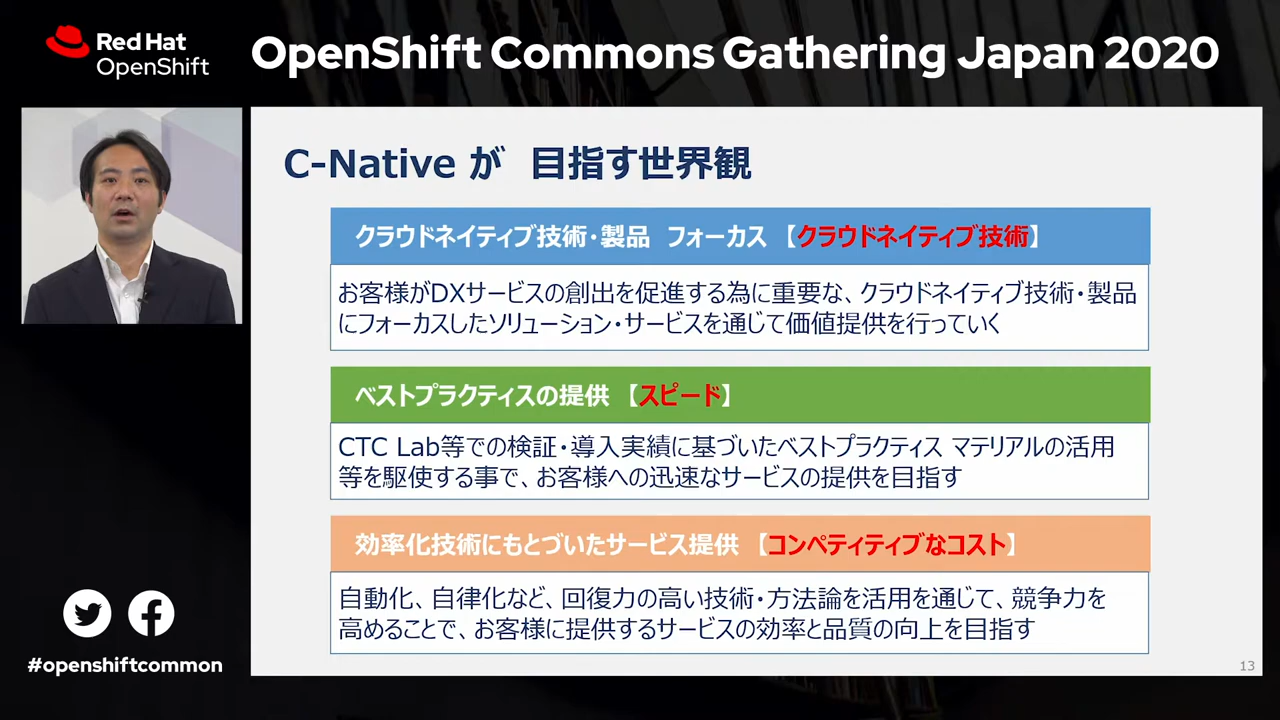 Red Hat
OpenShift
OpenShift Commons Gathering Japan 2020
C-Native が 目指す世界観
クラウドネイティブ技術・製品 フォーカス 【クラウドネイティブ技術】
お客様がDXサービスの創出を促進する為に重要な、クラウドネイティブ技術・製品
にフォーカスしたソリューション・サービスを通じて価値提供を行っていく
ベストプラクティスの提供 【スピード】
CTC Lab等での検証・導入実績に基づいたベストプラクティス マテリアルの活用
等を駆使する事で、お客様への迅速なサービスの提供を目指す
効率化技術にもとづいたサービス提供 【コンペティティブなコスト】
自動化、自律化など、回復力の高い技術・方法論を活用を通じて、競争力を
高めることで、お客様に提供するサービスの効率と品質の向上を目指す
#openshiftcommon
13